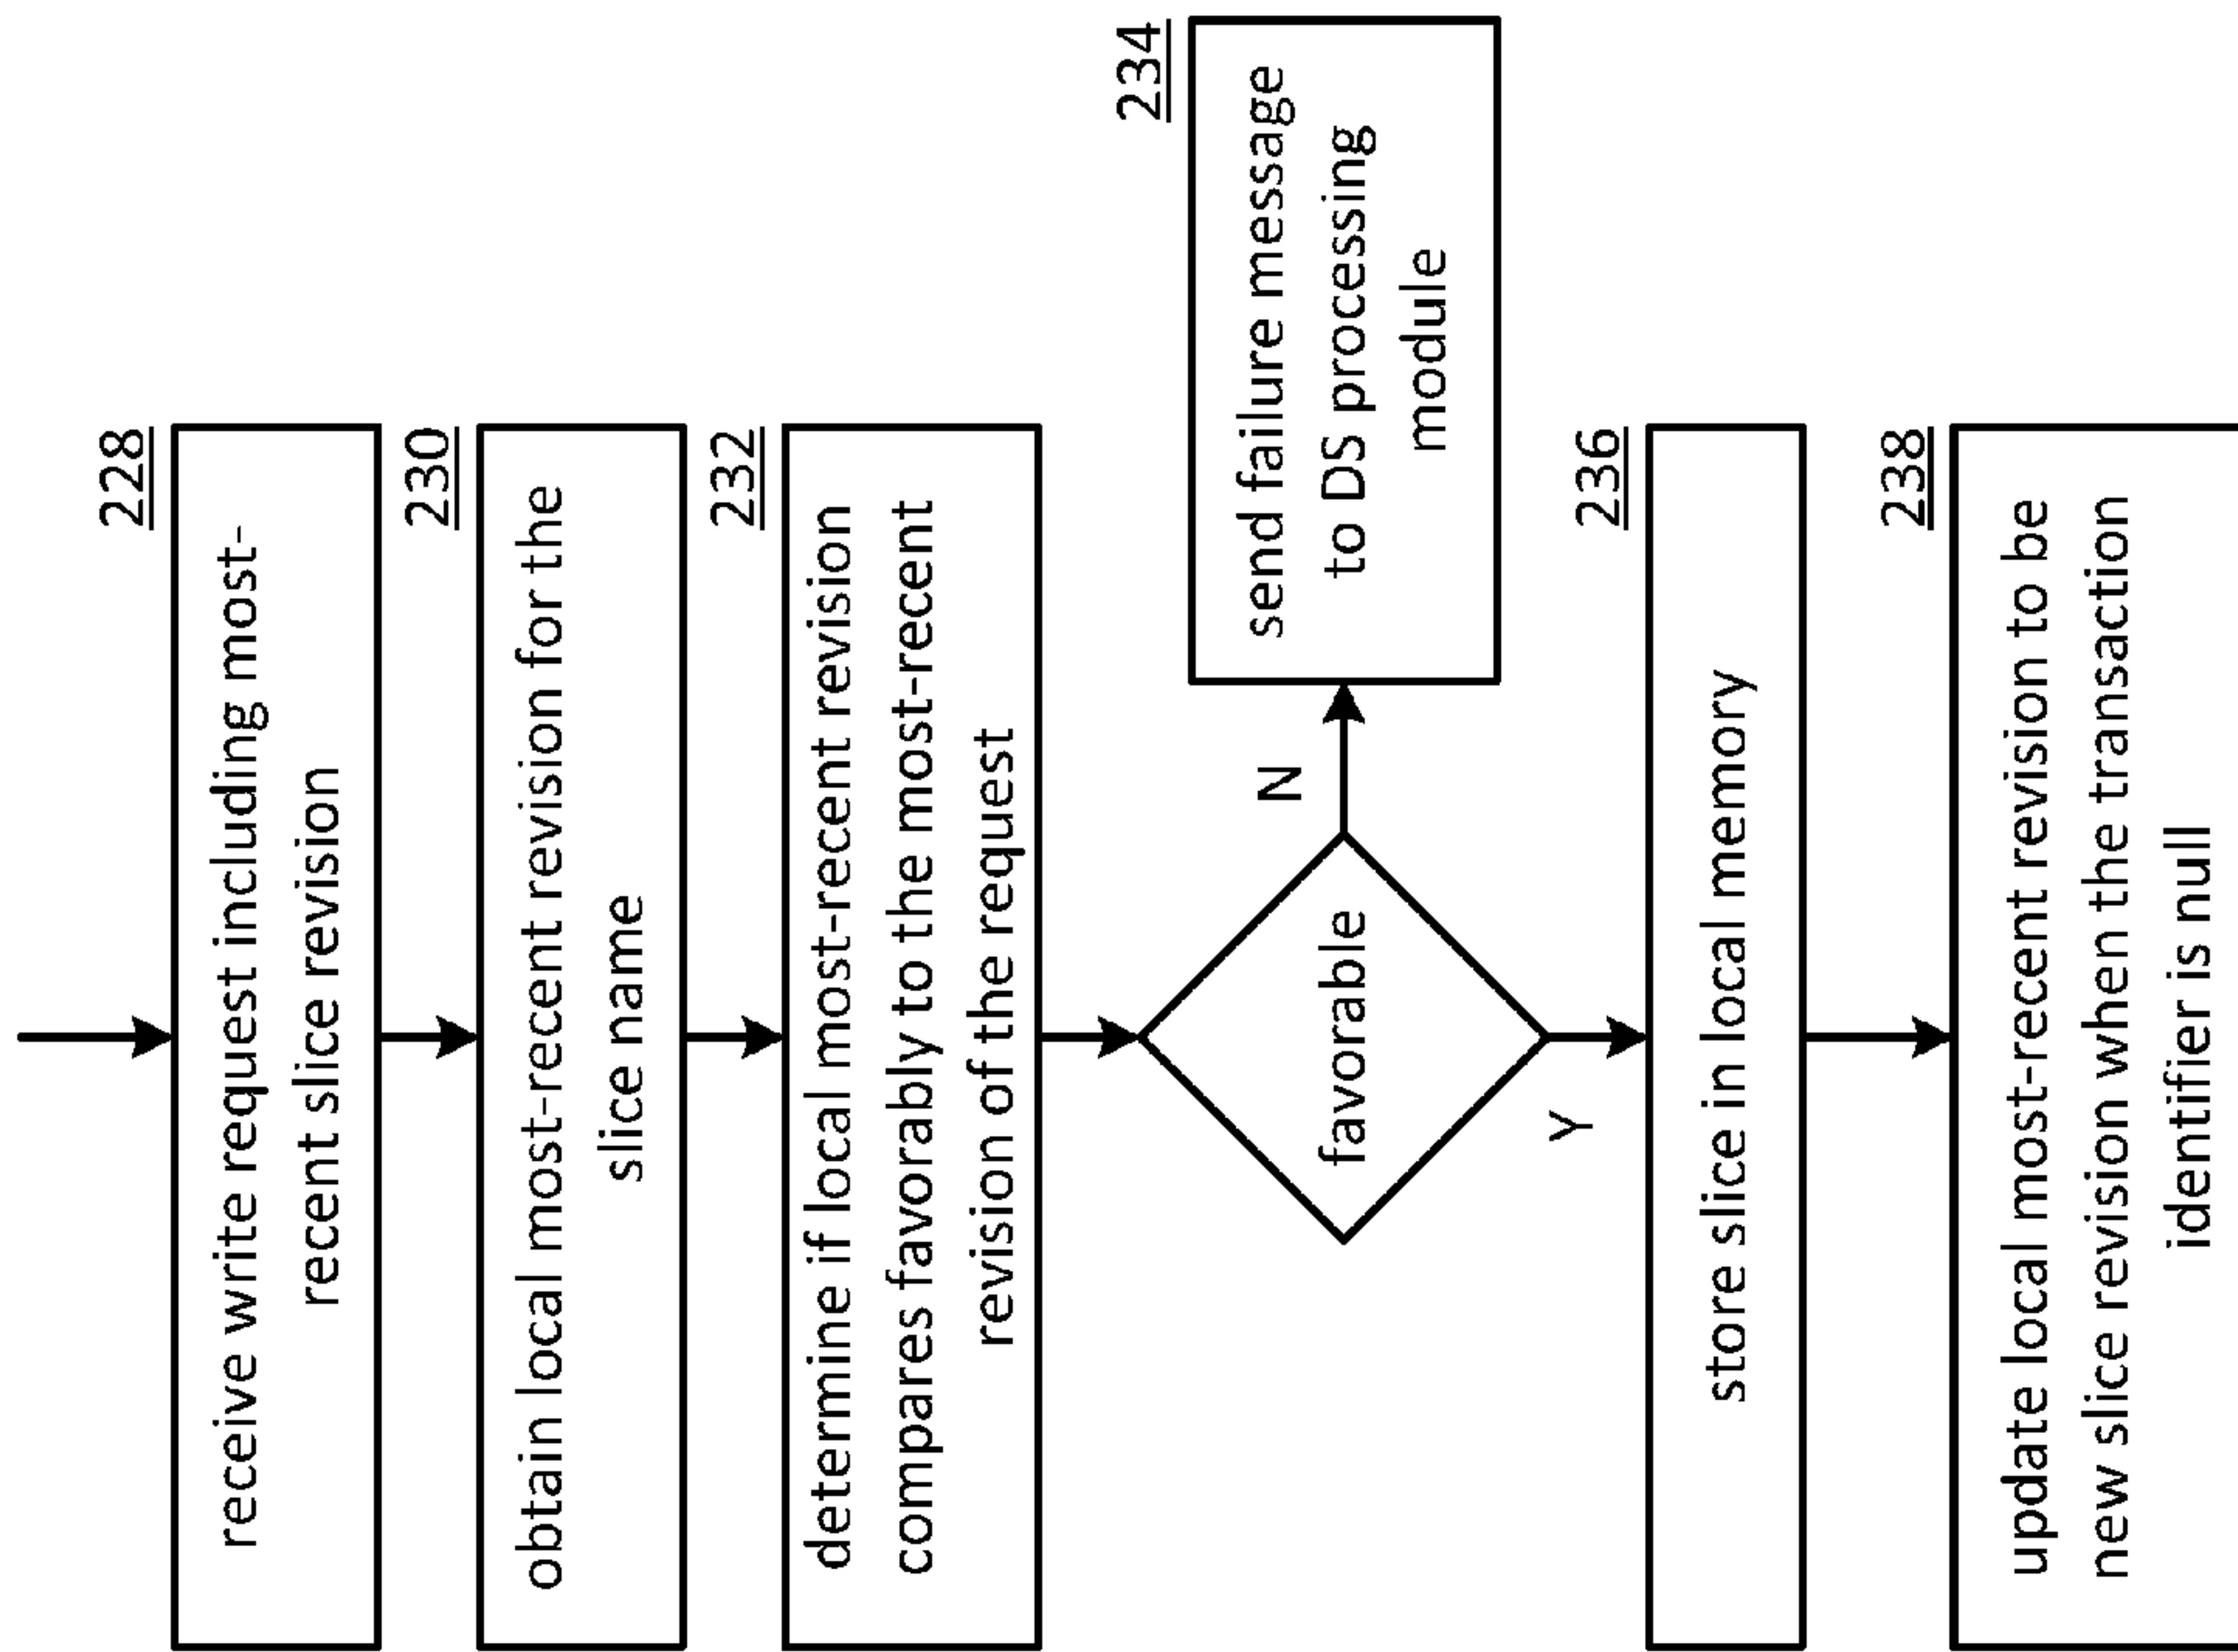 228
receive write request including most-
recent slice revision
230
obtain local most-recent revision for the
slice name
232
determine if local most-recent revision
compares favorably to the most-recent
revision of the request
favorable
N
234
send failure message
to DS processing
module
Y
236
store slice in local memory
238
update local most-recent revision to be
new slice revision when the transaction
identifier is null